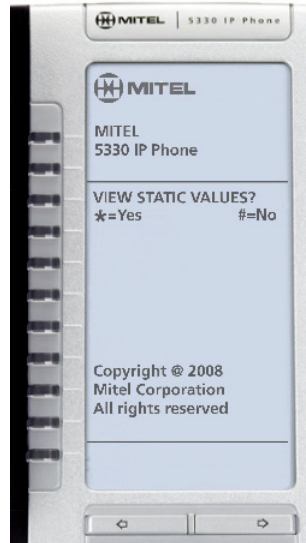 MITEL | 5330 IP Phone
MITEL
MITEL
5330 IP Phone
VIEW STATIC VALUES?
*=Yes #=No
Copyright @ 2008
Mitel Corporation
All rights reserved